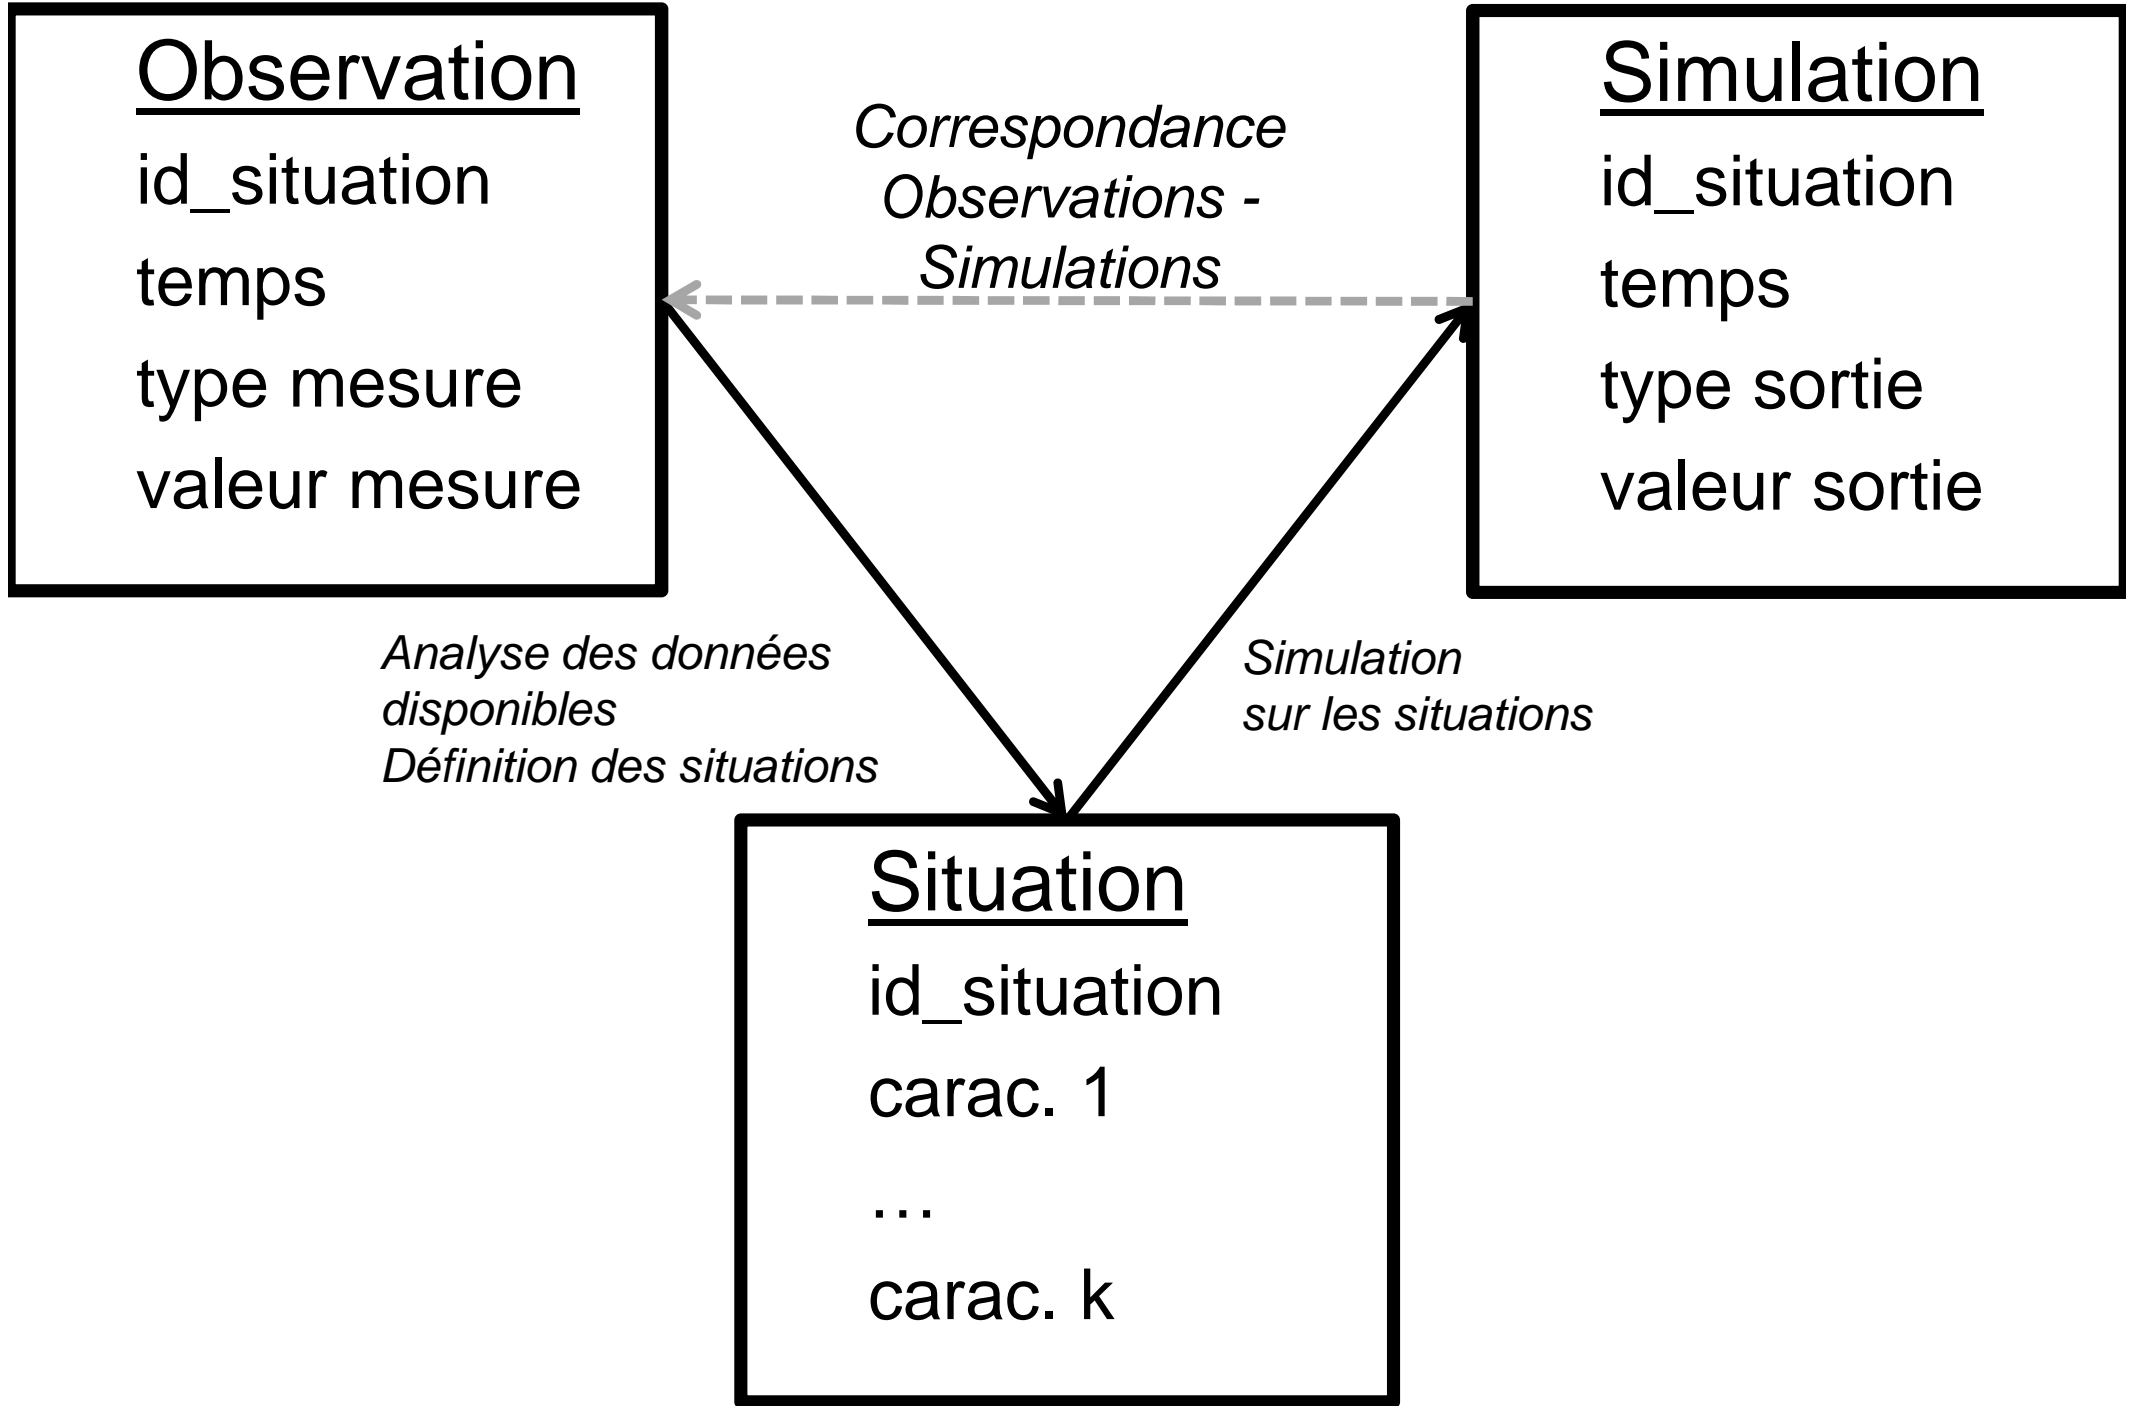 Observation
id_situation
temps
type mesure
valeur mesure
Correspondance
Observations -
Simulations
Simulation
id_situation
temps
type sortie
valeur sortie
Analyse des données
disponibles
Définition des situations
Simulation
sur les situations
Situation
id_situation
carac. 1
…
carac. k